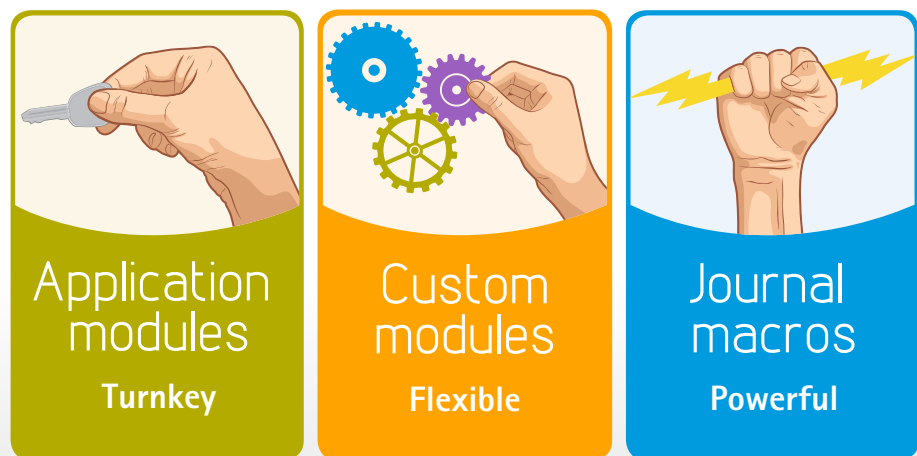 Application
modules
Turnkey
Custom
modules
Flexible
Journal
macros
Powerful